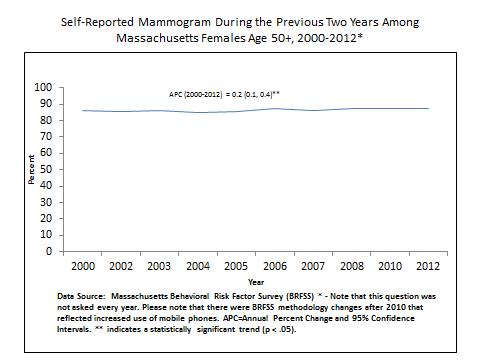 Self-Reported Mammogram During the Previous Two Years Among
Massachusetts Females Age 50+, 2000-2012*
APC (2000-2012) = 0.2 (0.1, 0.4)**
100
90
80
70
60
50
40
30
20
10
0
Percent
2000 2002 2003 2004 2005 2006 2007 2008 2010 2012
Year
Data Source: Massachusetts Behavioral Risk Factor Survey (BRFSS) * - Note that this question was
not asked every year. Please note that there were BRFSS methodology changes after 2010 that
reflected increased use of mobile phones. APC=Annual Percent Change and 95% Confidence
Intervals. ** indicates a statistically significant trend (p < .05).